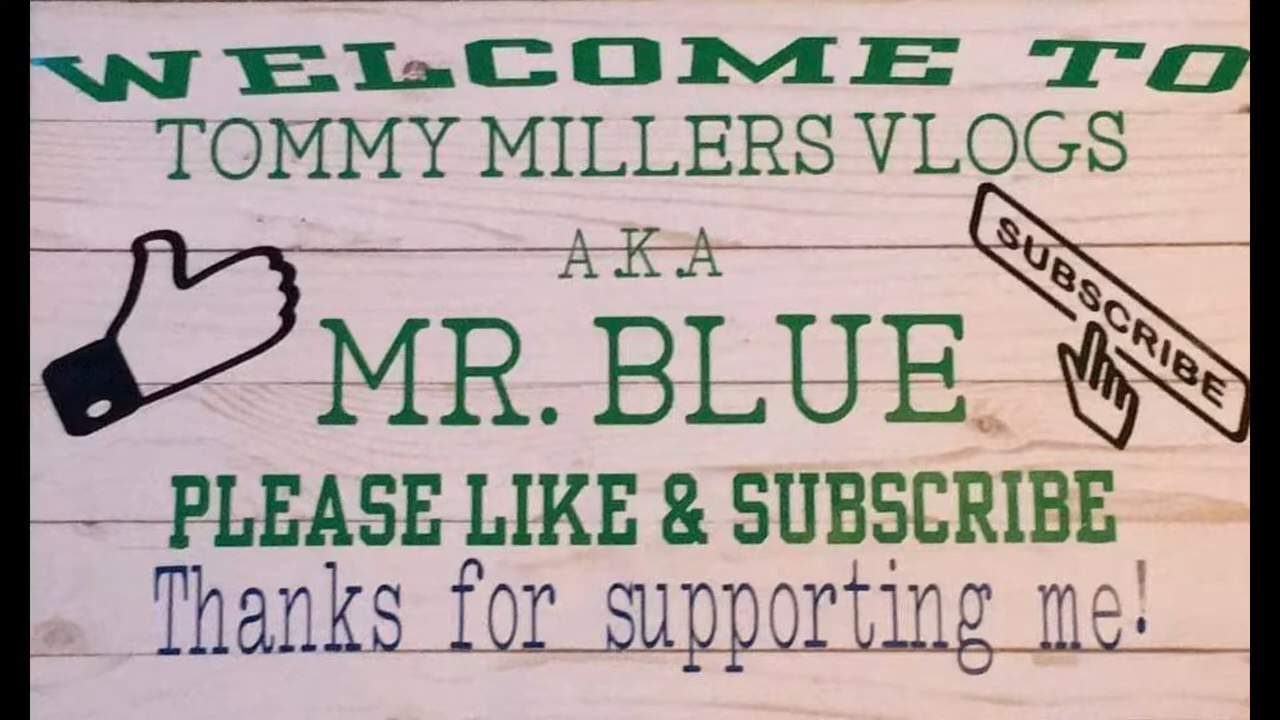 WELCOME TO
TOMMY MILLERS VLOGS
A.K.A
MR. BLUE
SUBSCRIBE
PLEASE LIKE & SUBSCRIBE
Thanks for supporting me!